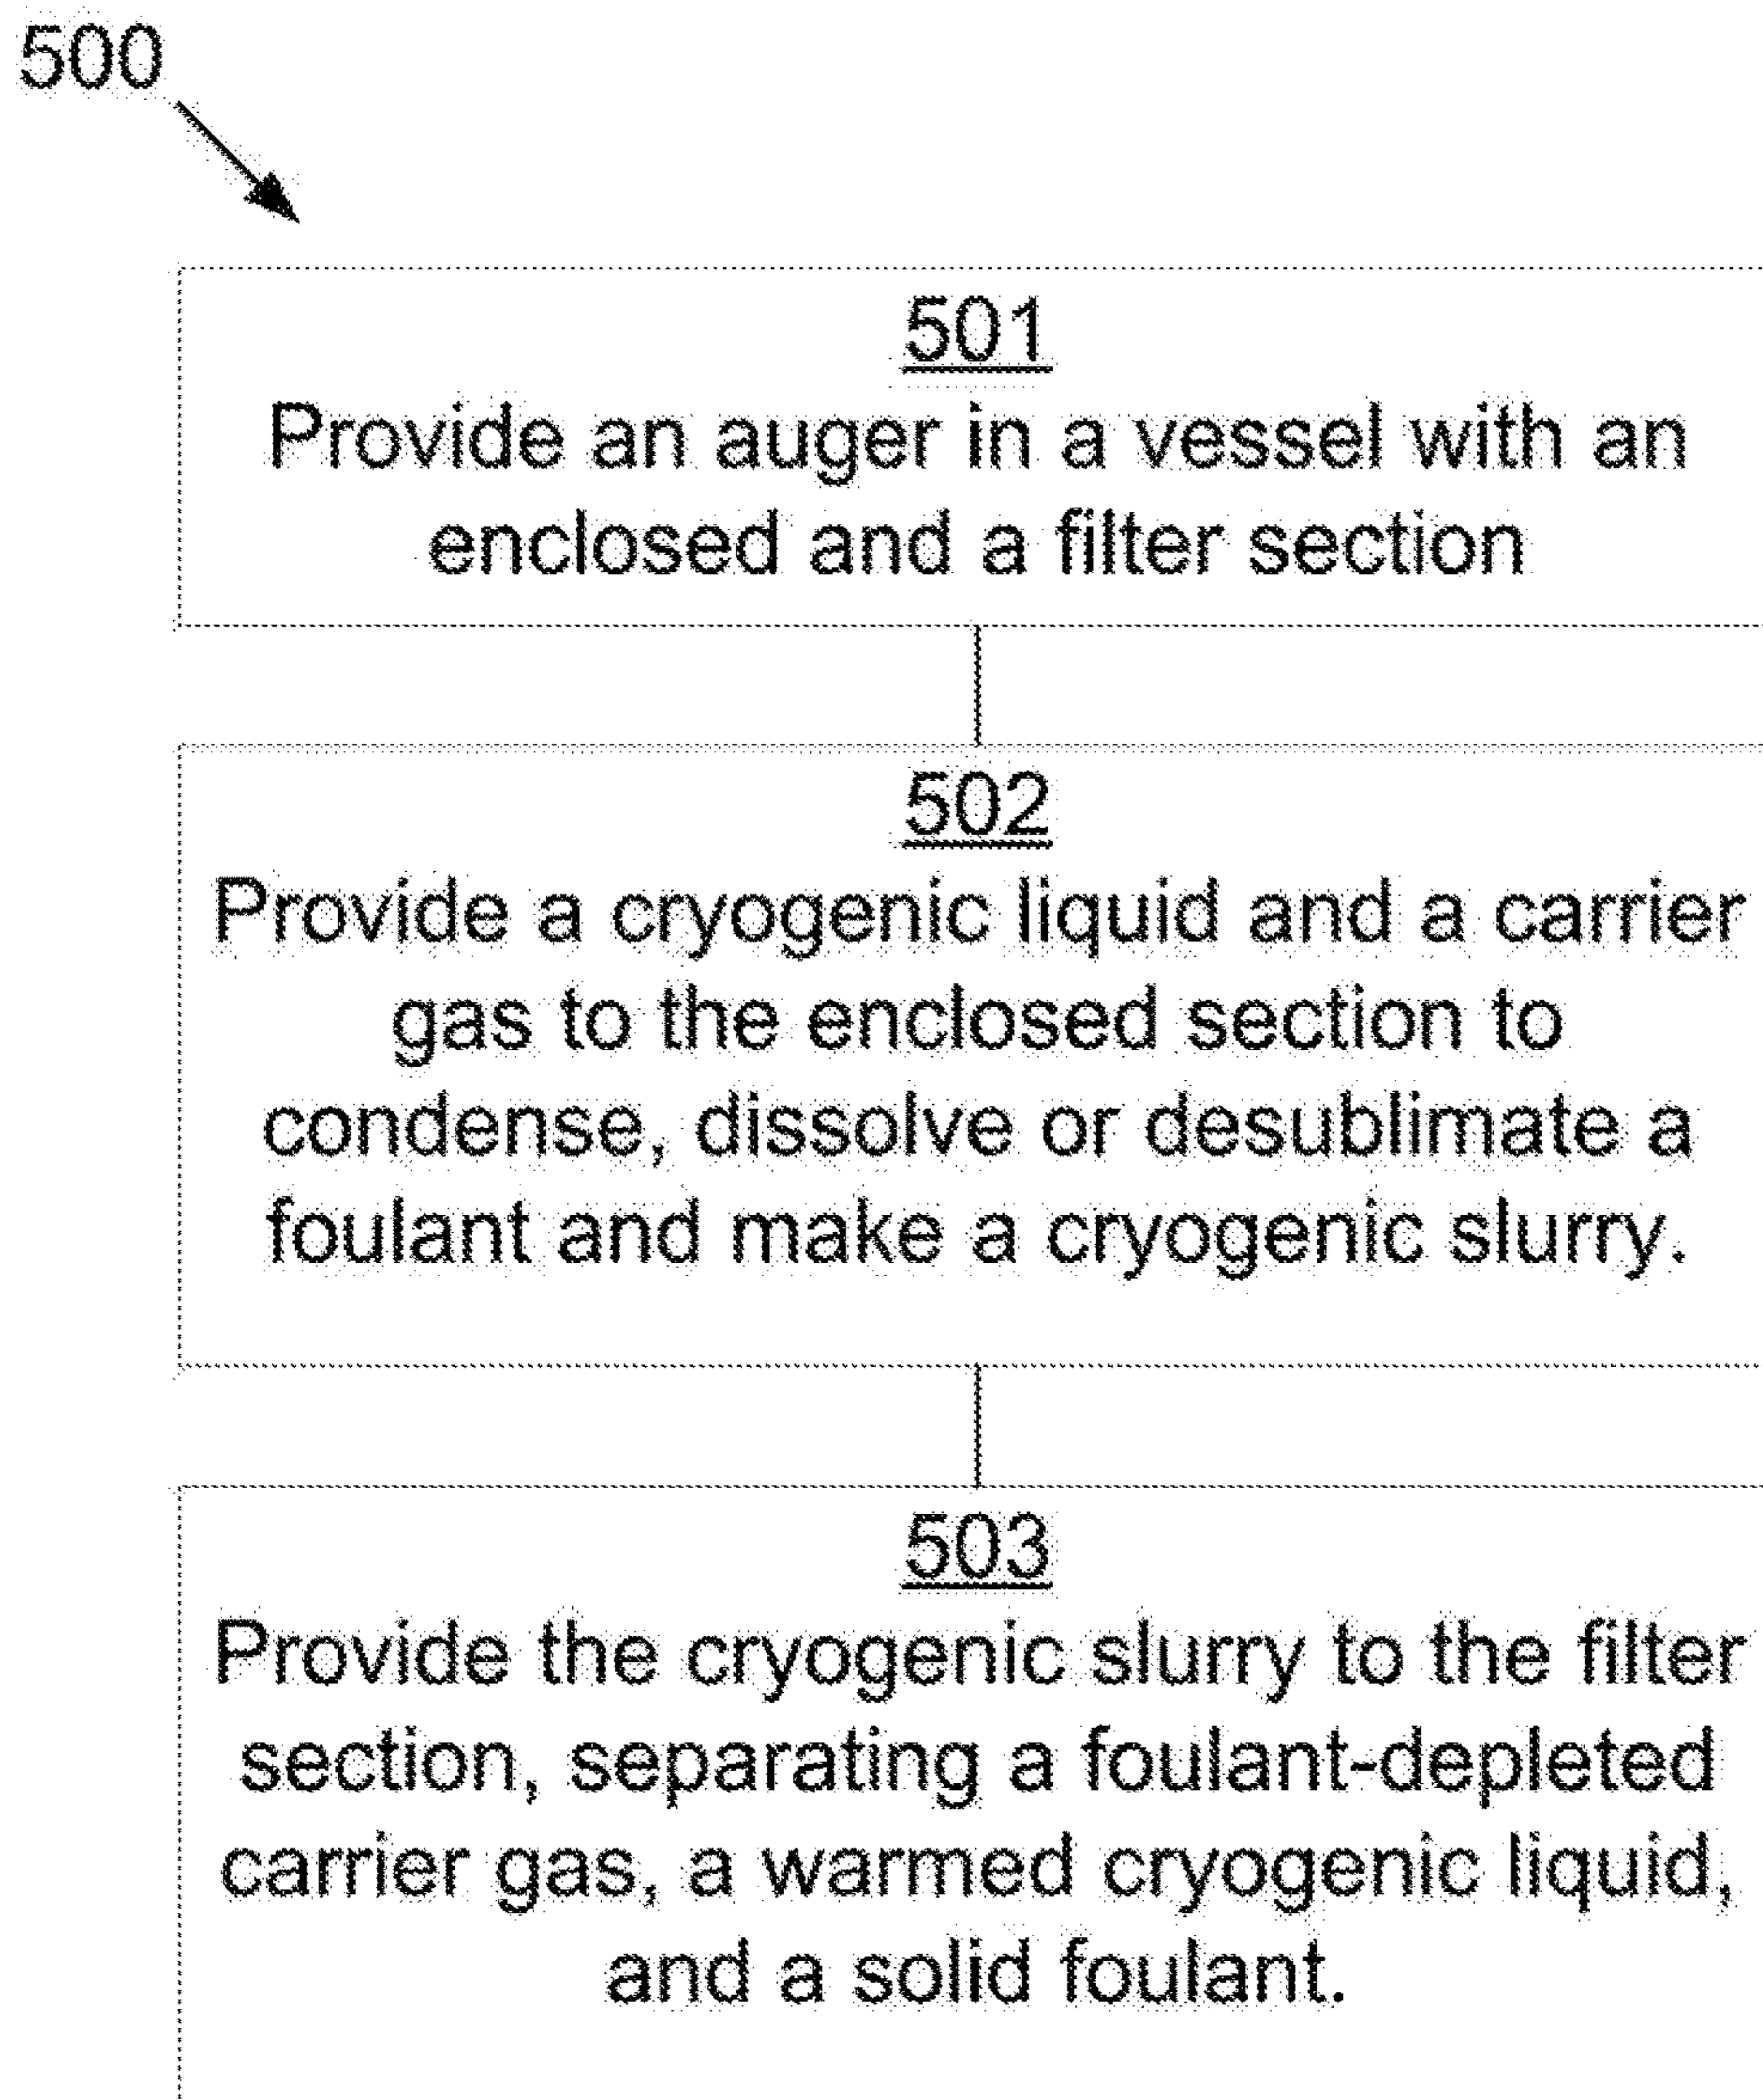 500
501
Provide an auger in a vessel with an
enclosed and a filter section
502
Provide a cryogenic liquid and a carrier
gas to the enclosed section to
condense, dissolve or desublimate a
foulant and make a cryogenic slurry.
503
Provide the cryogenic slurry to the filter
section, separating a foulant-depleted
carrier gas, a warmed cryogenic liquid,
and a solid foulant.